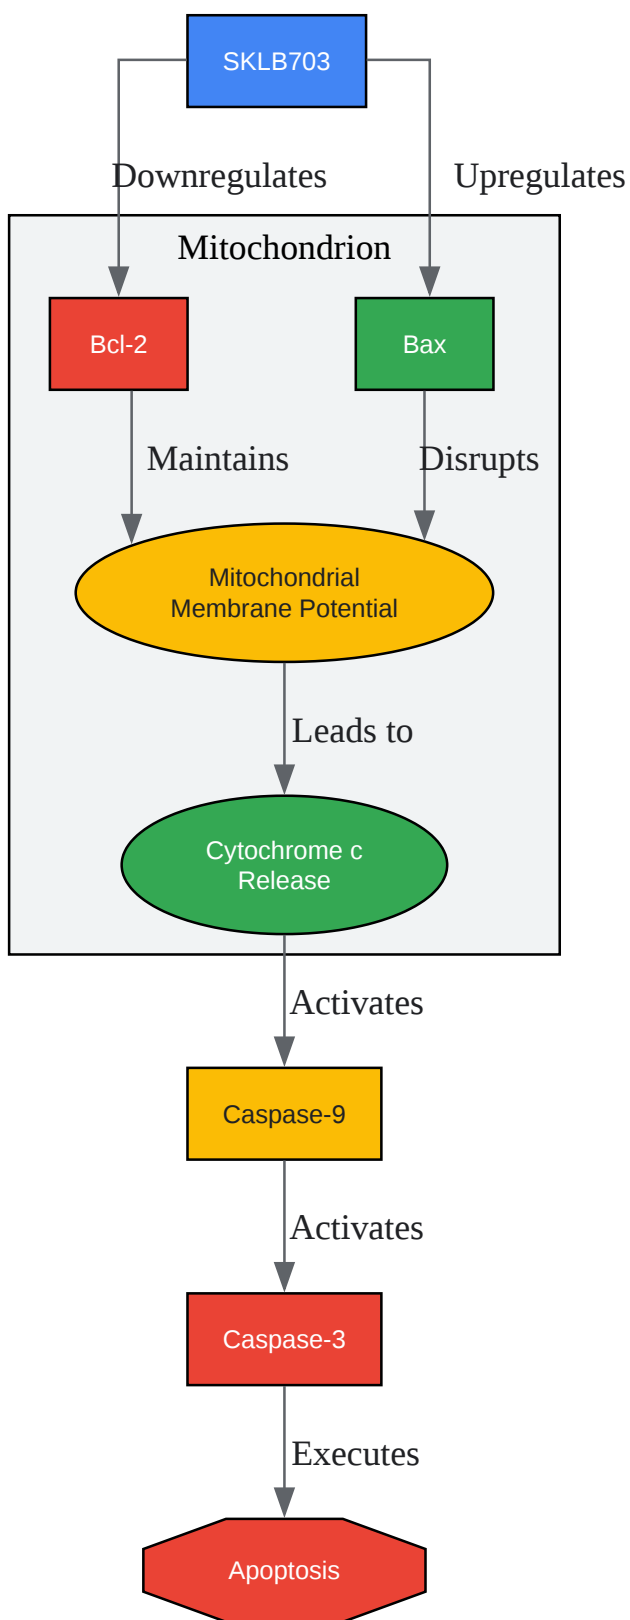 SKLB703
Downregulates
Upregulates
Mitochondrion
Bcl-2
Bax
Maintains
Disrupts
Mitochondrial
Membrane Potential
Leads to
Cytochrome c
Release
Activates
Caspase-9
Activates
Caspase-3
Executes
Apoptosis